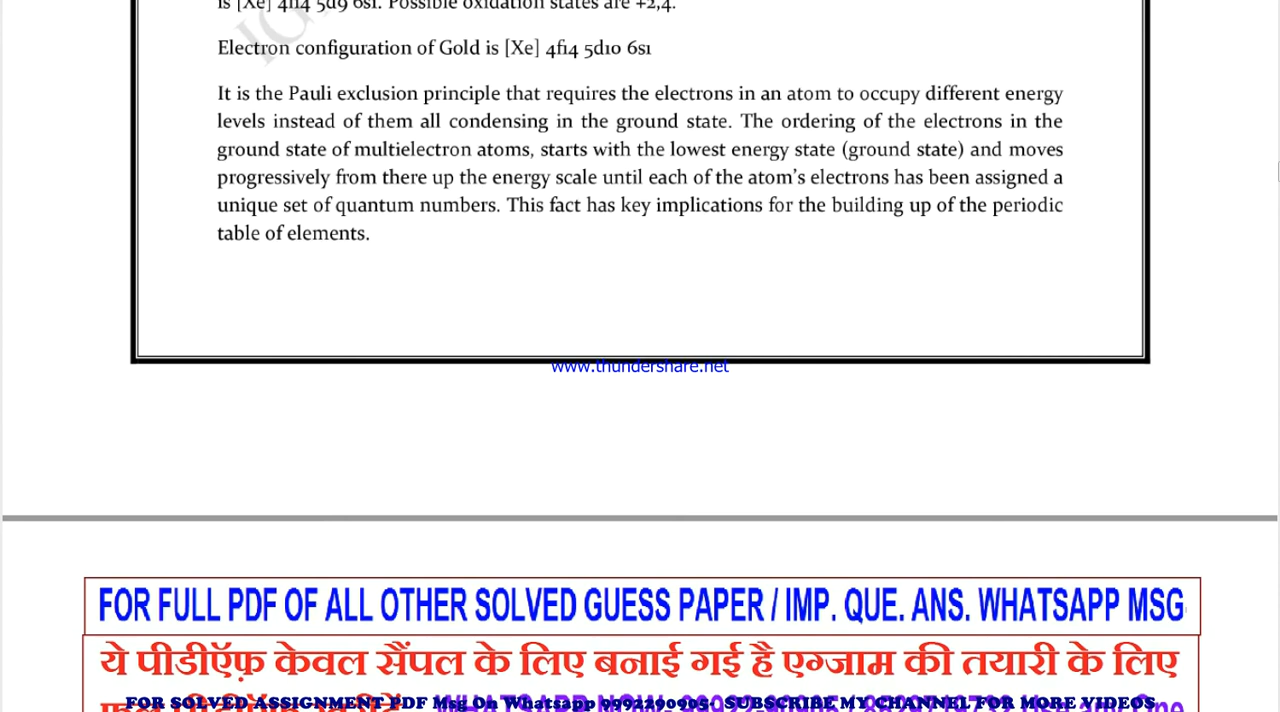 is [Xe] 4f14 5d9 6s1. Possible oxidation states are +2,4.
Electron configuration of Gold is [Xe] 4f14 5d10 6s1
It is the Pauli exclusion principle that requires the electrons in an atom to occupy different energy
levels instead of them all condensing in the ground state. The ordering of the electrons in the
ground state of multielectron atoms, starts with the lowest energy state (ground state) and moves
progressively from there up the energy scale until each of the atom's electrons has been assigned a
unique set of quantum numbers. This fact has key implications for the building up of the periodic
table of elements.
www.thundershare.net
FOR FULL PDF OF ALL OTHER SOLVED GUESS PAPER / IMP. QUE. ANS. WHATSAPP MSG
ये पीडीऍफ़ केवल सैंपल के लिए बनाई गई है एग्जाम की तयारी के लिए
FOR SOLVED ASSIGNMENT PDF Msg On Whatsapp 9992290905- SUBSCRIBE MY CHANNEL FOR MORE VIDEOS